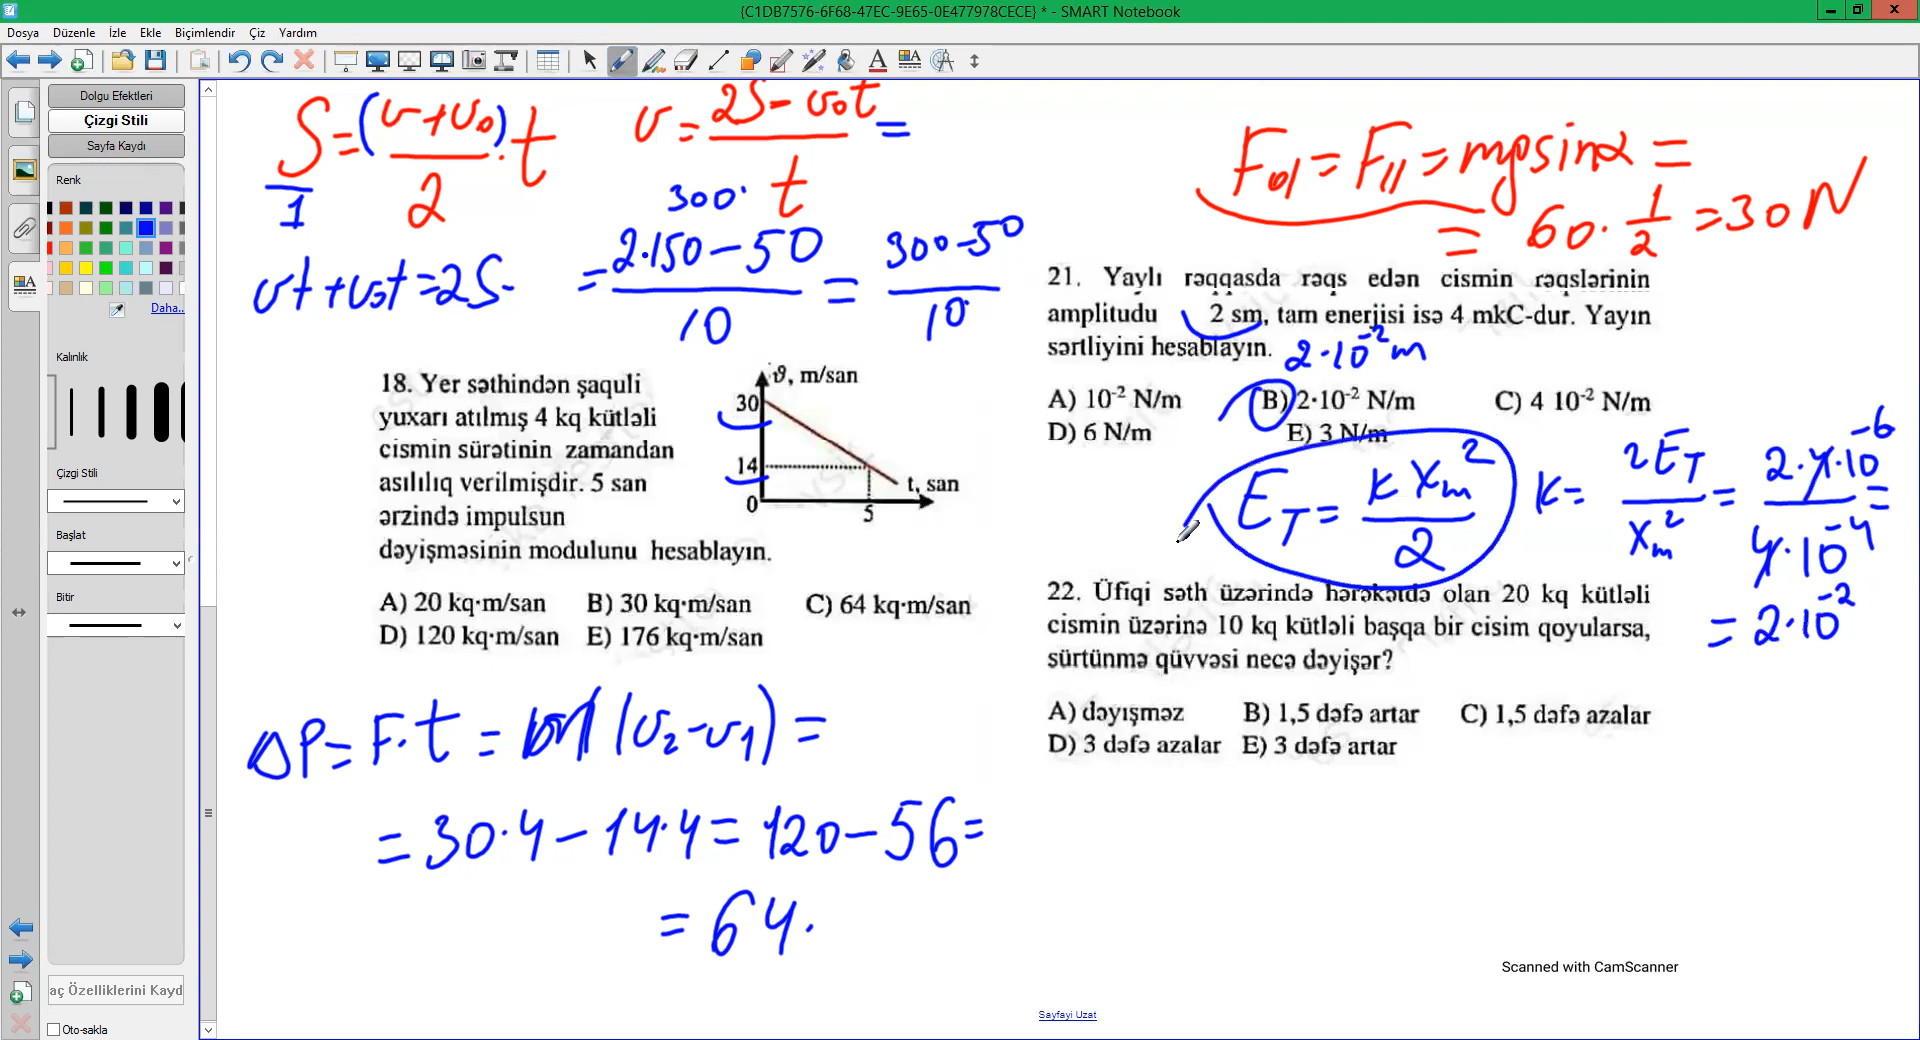 {C1DB7576-6F68-47EC-9E65-0E477978CECE} * - SMART Notebook
Dosya Düzenle İzle Ekle Biçimlendir Çiz Yardım
Dolgu Efektleri
Çizgi Stili
Sayfa Kaydı
Renk
Daha..
Kalınlık
Çizgi Stili
Başlat
Bitir
aç Özelliklerini Kayd
Oto-sakla
S/1 = (v+v₀)/2 · t
v = (2S - v₀t)/t =
vt + v₀t = 2S
300·
= (2·150 - 50)/10 = (300-50)/10
18. Yer səthindən şaquli
yuxarı atılmış 4 kq kütləli
cismin sürətinin zamandan
asılılıq verilmişdir. 5 san
ərzində impulsun
dəyişməsinin modulunu hesablayın.
ϑ, m/san
30
14
0
5
t, san
A) 20 kq·m/san B) 30 kq·m/san C) 64 kq·m/san
D) 120 kq·m/san E) 176 kq·m/san
ΔP = F·t = m(v₂-v₁) =
= 30·4 - 14·4 = 120 - 56 =
= 64.
= F₁₁ = mgsinα =
= 60 · 1/2 = 30 N
21. Yaylı rəqqasda rəqs edən cismin rəqslərinin
amplitudu 2 sm, tam enerjisi isə 4 mkC-dur. Yayın
sərtliyini hesablayın.
2·10⁻² m
A) 10⁻² N/m B) 2·10⁻² N/m C) 4 10⁻² N/m
D) 6 N/m E) 3 N/m
E_T = kX_m²/2
K = 2E_T/X_m² = 2·4·10⁻⁶/4·10⁻⁴ =
= 2·10⁻²
22. Üfiqi səth üzərində hərəkətdə olan 20 kq kütləli
cismin üzərinə 10 kq kütləli başqa bir cisim qoyularsa,
sürtünmə qüvvəsi necə dəyişər?
A) dəyışməz B) 1,5 dəfə artar C) 1,5 dəfə azalar
D) 3 dəfə azalar E) 3 dəfə artar
Scanned with CamScanner
Sayfayi Uzat